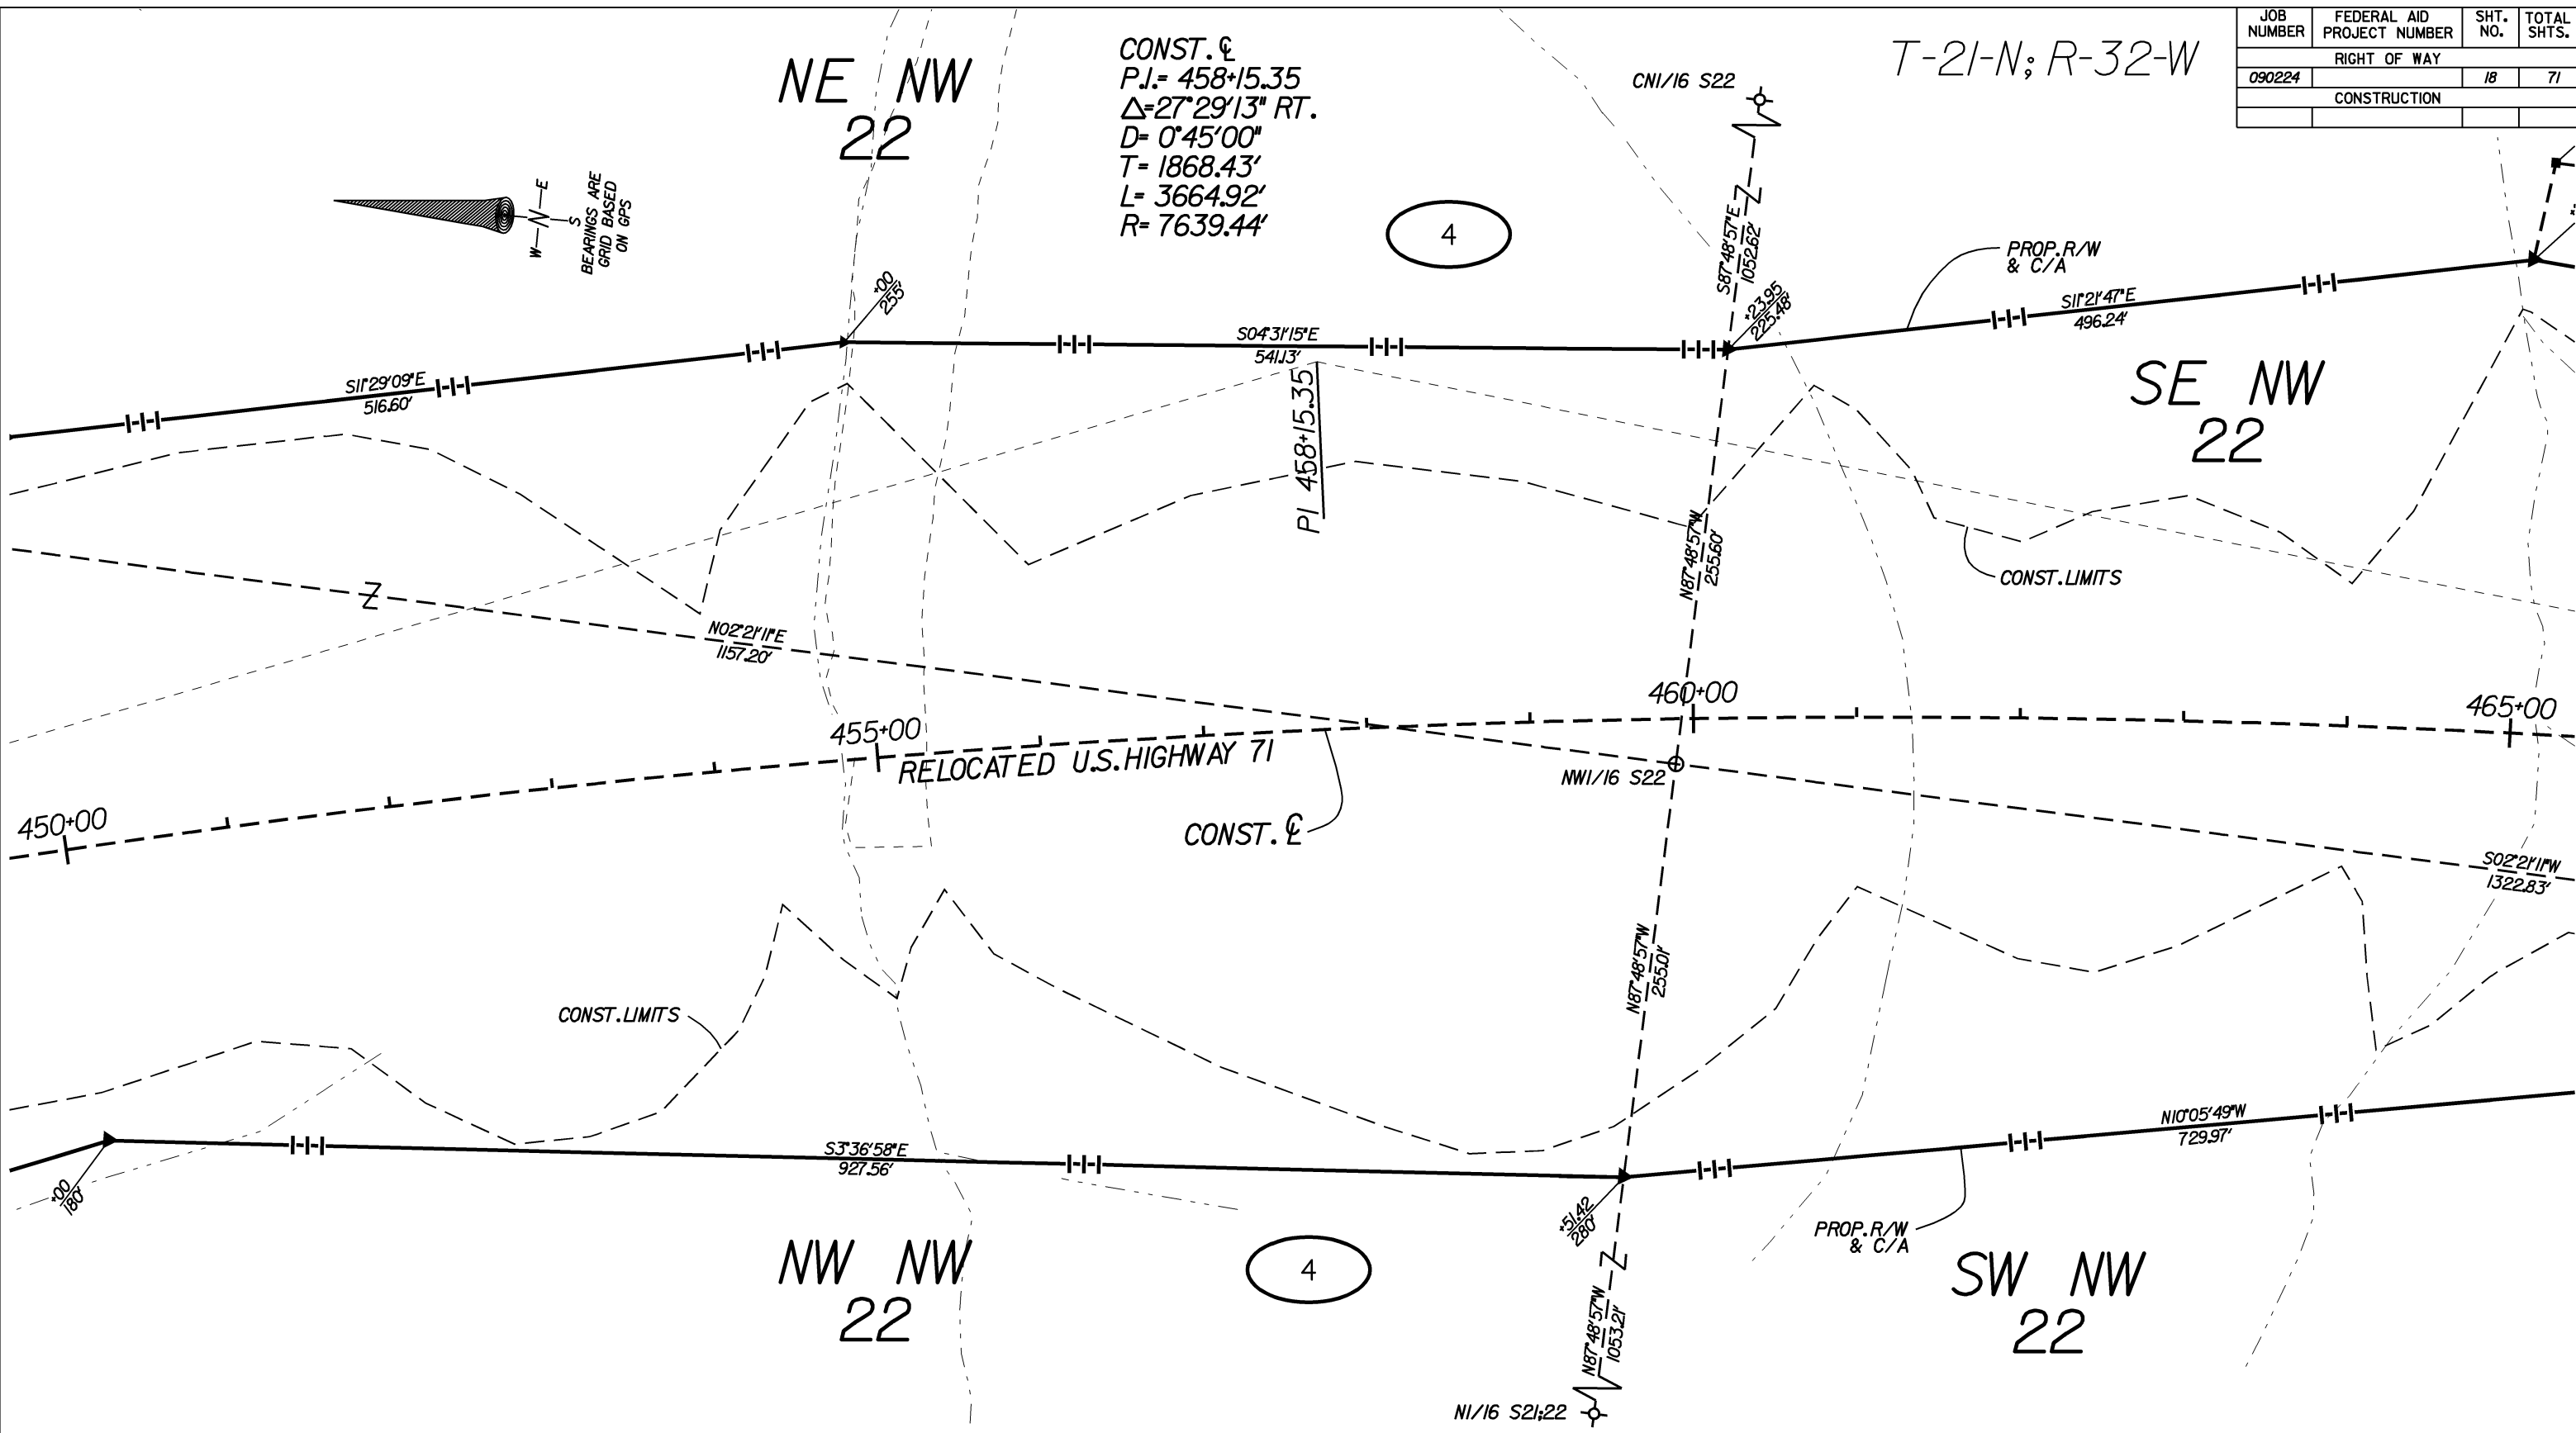 JOB NUMBER
FEDERAL AID PROJECT NUMBER
SHT. NO.
TOTAL SHTS.
RIGHT OF WAY
090224
18
71
CONSTRUCTION
T-21-N; R-32-W
NE NW
22
CONST. ℄
P.I.= 458+15.35
Δ=27°29'13" RT.
D= 0°45'00"
T= 1868.43'
L= 3664.92'
R= 7639.44'
CN1/16 S22
W N E
S
BEARINGS ARE
GRID BASED
ON GPS
4
S87°48'57"E
1052.62'
PROP. R/W
& C/A
+00
255'
+23.95
225.48'
S11°29'09"E
516.60'
S04°31'15"E
541.13'
S11°21'47"E
496.24'
PI 458+15.35
SE NW
22
N87°48'57"W
255.60'
CONST. LIMITS
N02°21'11"E
1157.20'
450+00
455+00
460+00
465+00
RELOCATED U.S. HIGHWAY 71
NW1/16 S22
CONST. ℄
S02°21'11"W
1322.83'
N87°48'57"W
255.01'
CONST. LIMITS
S3°36'58"E
927.56'
N10°05'49"W
729.97'
+00
180'
+51.42
280'
PROP. R/W
& C/A
NW NW
22
4
SW NW
22
N87°48'57"W
1053.21'
N1/16 S21;22